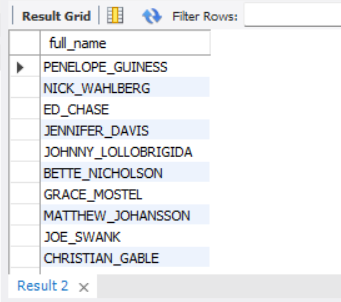 Result Grid Filter Rows:
full_name
PENELOPE_GUINESS
NICK_WAHLBERG
ED_CHASE
JENNIFER_DAVIS
JOHNNY_LOLLOBRIGIDA
BETTE_NICHOLSON
GRACE_MOSTEL
MATTHEW_JOHANSSON
JOE_SWANK
CHRISTIAN_GABLE
Result 2 ×